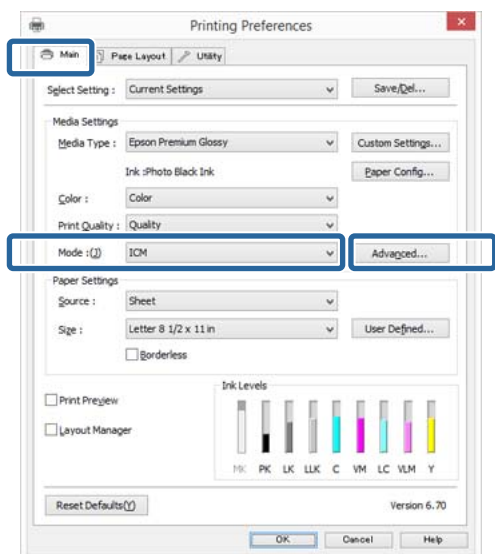 Printing Preferences
Main Page Layout Utility
Select Setting : Current Settings Save/Del...
Media Settings
Media Type : Epson Premium Glossy Custom Settings...
Ink :Photo Black Ink Paper Config...
Color : Color
Print Quality : Quality
Mode :(J) ICM Advanced...
Paper Settings
Source : Sheet
Size : Letter 8 1/2 x 11 in User Defined...
Borderless
Print Preview
Layout Manager
Ink Levels
MK PK LK LLK C VM LC VLM Y
Reset Defaults(Y) Version 6.70
OK Cancel Help